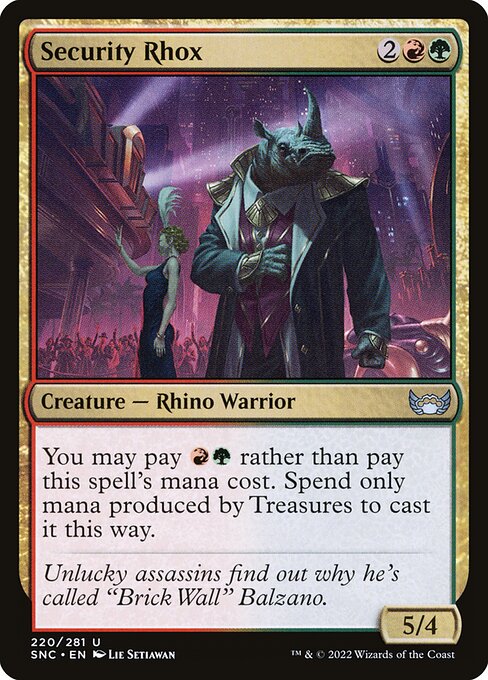 Security Rhox 2
Creature — Rhino Warrior
You may pay rather than pay
this spell's mana cost. Spend only
mana produced by Treasures to cast
it this way.
Unlucky assassins find out why he's
called “Brick Wall” Balzano.
5/4
220/281 U
SNC • EN Lie Setiawan
™ & © 2022 Wizards of the Coast